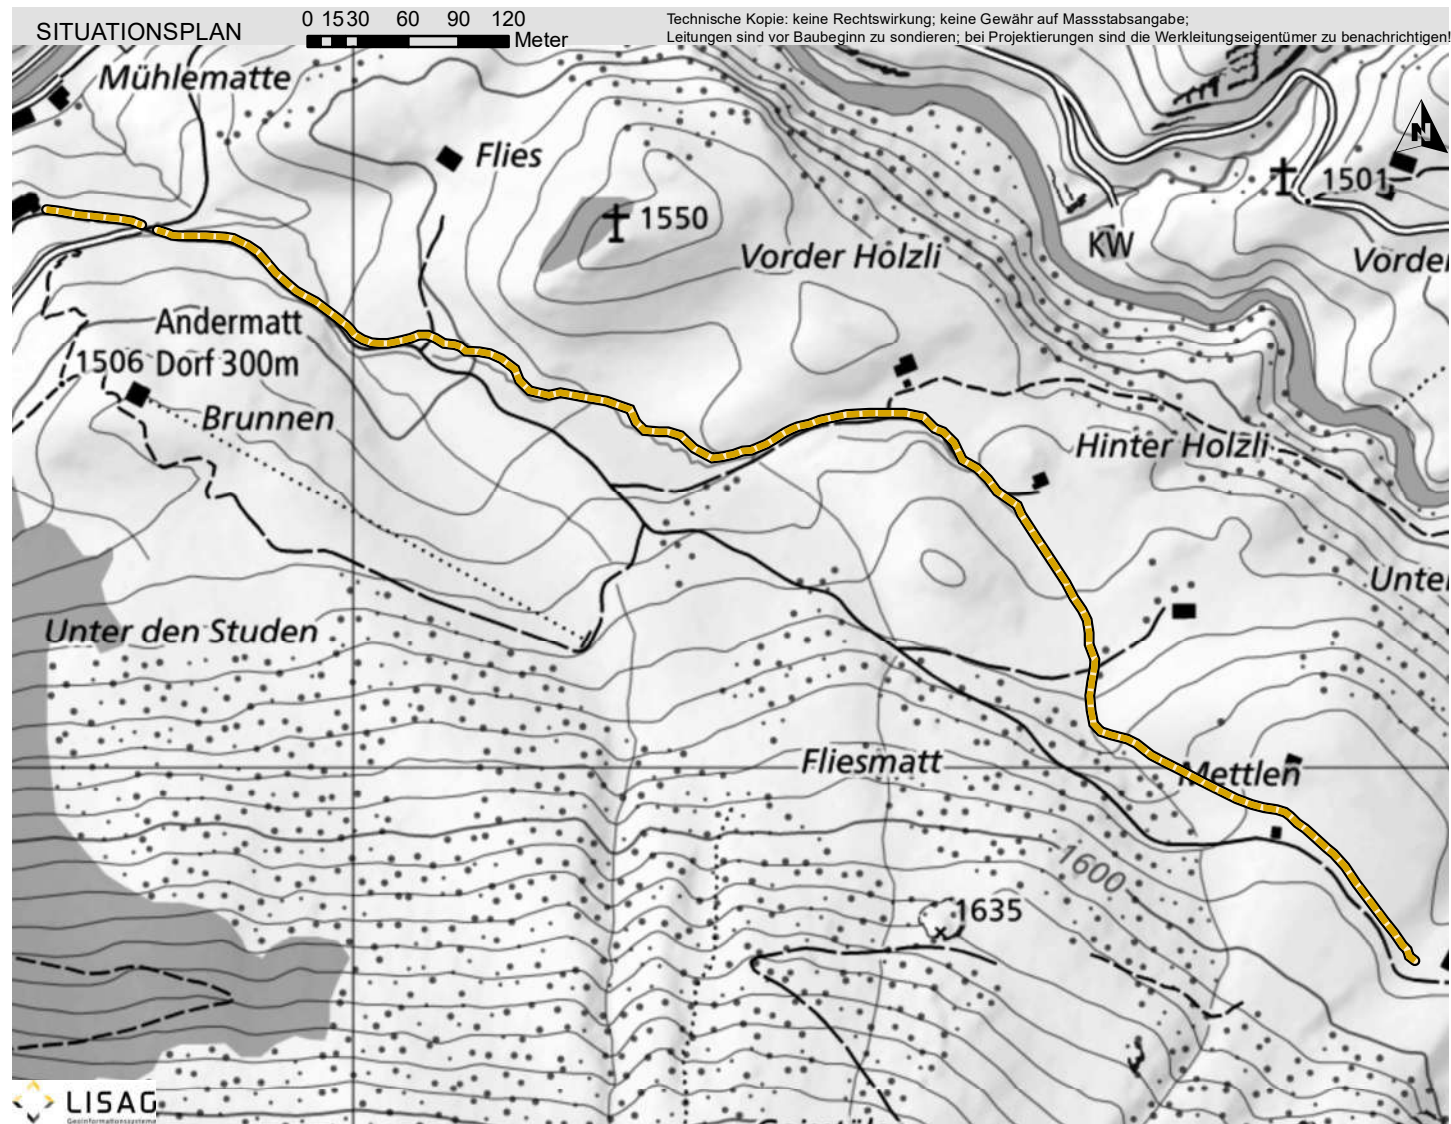 SITUATIONSPLAN
0 15 30 60 90 120
Meter
Technische Kopie: keine Rechtswirkung; keine Gewähr auf Massstabsangabe;
Leitungen sind vor Baubeginn zu sondieren; bei Projektierungen sind die Werkleitungseigentümer zu benachrichtigen!
Mühlematte
N
Flies
1501
1550
KW
Vorder Holzli
Vorder
Andermatt
1506 Dorf 300m
Brunnen
Hinter Holzli
Unter
Unter den Studen
Fliesmatt
Mettlen
1600
1635
LISAG
Geoinformationssysteme